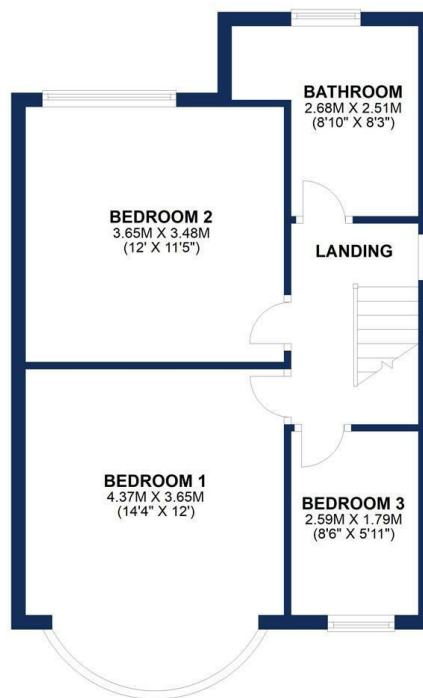 BATHROOM
2.68M X 2.51M
(8'10" X 8'3")
BEDROOM 2
3.65M X 3.48M
(12' X 11'5")
LANDING
BEDROOM 1
4.37M X 3.65M
(14'4" X 12')
BEDROOM 3
2.59M X 1.79M
(8'6" X 5'11")